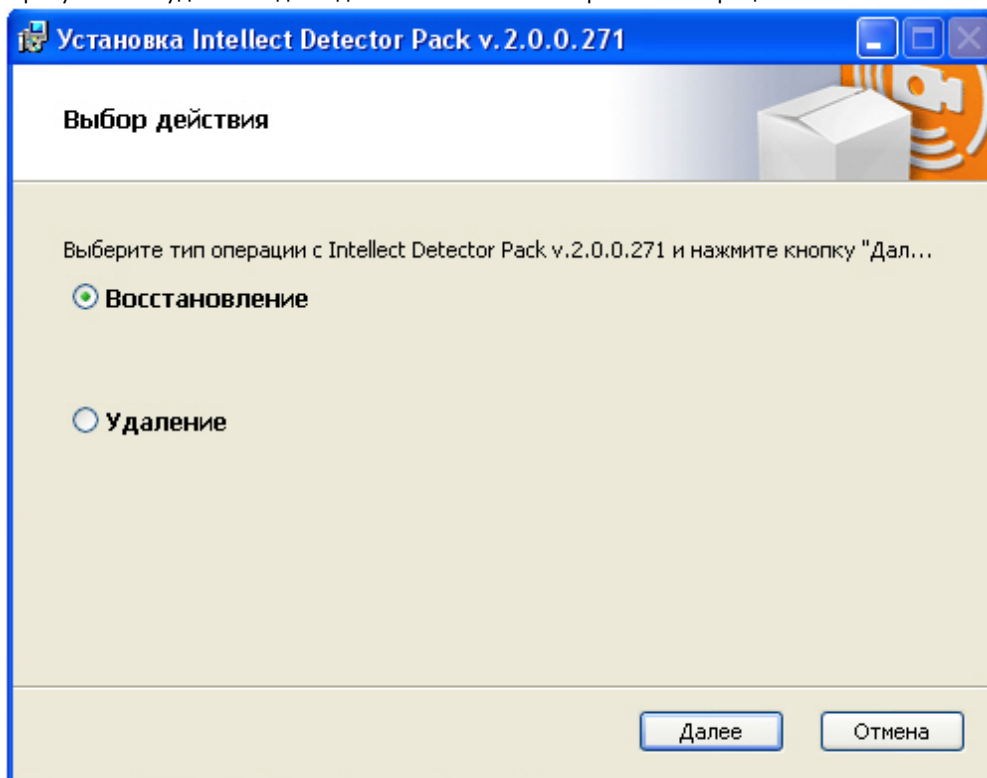 Установка Intellect Detector Pack v.2.0.0.271
Выбор действия
Выберите тип операции с Intellect Detector Pack v.2.0.0.271 и нажмите кнопку "Дал...
Восстановление
Удаление
Далее
Отмена